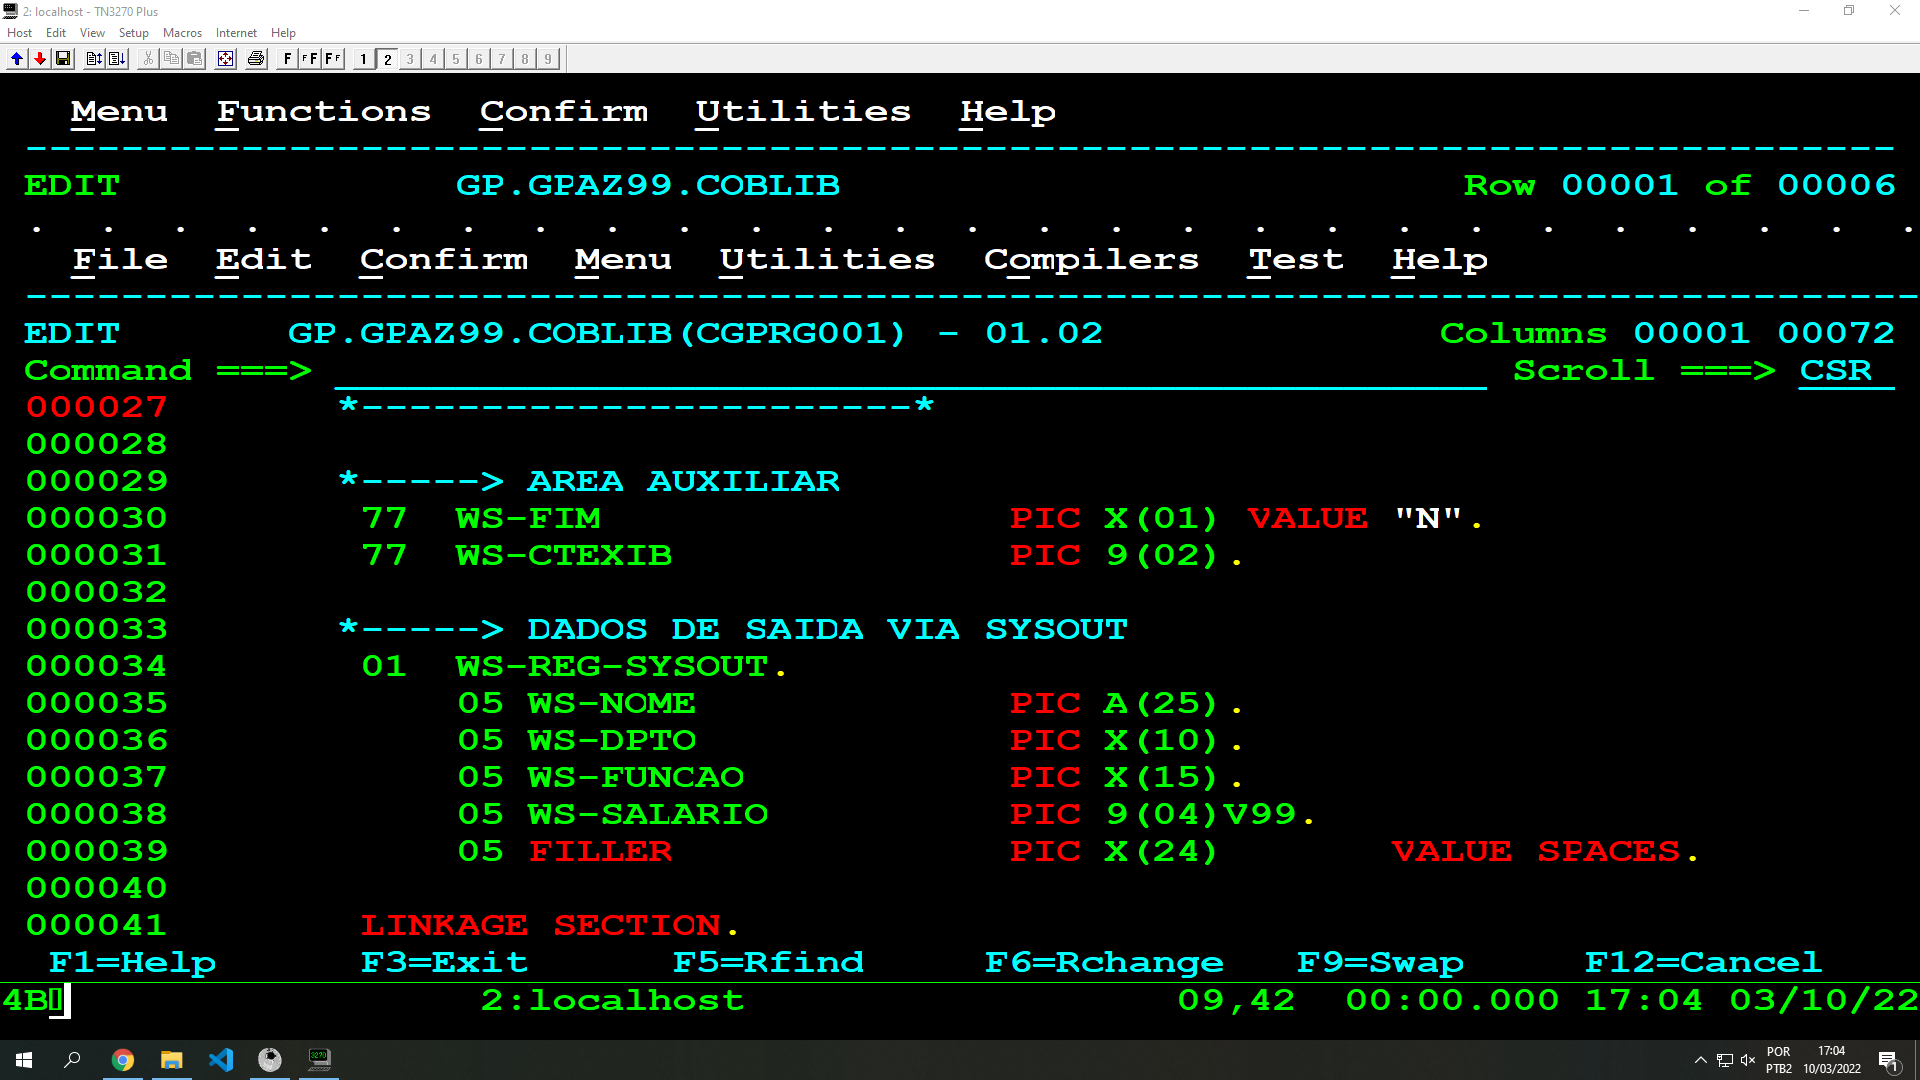 2: localhost - TN3270 Plus
Host Edit View Setup Macros Internet Help
F FF FF 1 2 3 4 5 6 7 8 9
Menu Functions Confirm Utilities Help
-------------------------------------------------------------------------------
EDIT GP.GPAZ99.COBLIB Row 00001 of 00006
. . . . . . . . . . . . . . . . . . . . . . . . . . .
File Edit Confirm Menu Utilities Compilers Test Help
-------------------------------------------------------------------------------
EDIT GP.GPAZ99.COBLIB(CGPRG001) - 01.02 Columns 00001 00072
Command ===> Scroll ===> CSR
000027 *-----------------------*
000028
000029 *-----> AREA AUXILIAR
000030 77 WS-FIM PIC X(01) VALUE "N".
000031 77 WS-CTEXIB PIC 9(02).
000032
000033 *-----> DADOS DE SAIDA VIA SYSOUT
000034 01 WS-REG-SYSOUT.
000035 05 WS-NOME PIC A(25).
000036 05 WS-DPTO PIC X(10).
000037 05 WS-FUNCAO PIC X(15).
000038 05 WS-SALARIO PIC 9(04)V99.
000039 05 FILLER PIC X(24) VALUE SPACES.
000040
000041 LINKAGE SECTION.
F1=Help F3=Exit F5=Rfind F6=Rchange F9=Swap F12=Cancel
4B 2:localhost 09,42 00:00.000 17:04 03/10/22
3270
POR 17:04
PTB2 10/03/2022 1